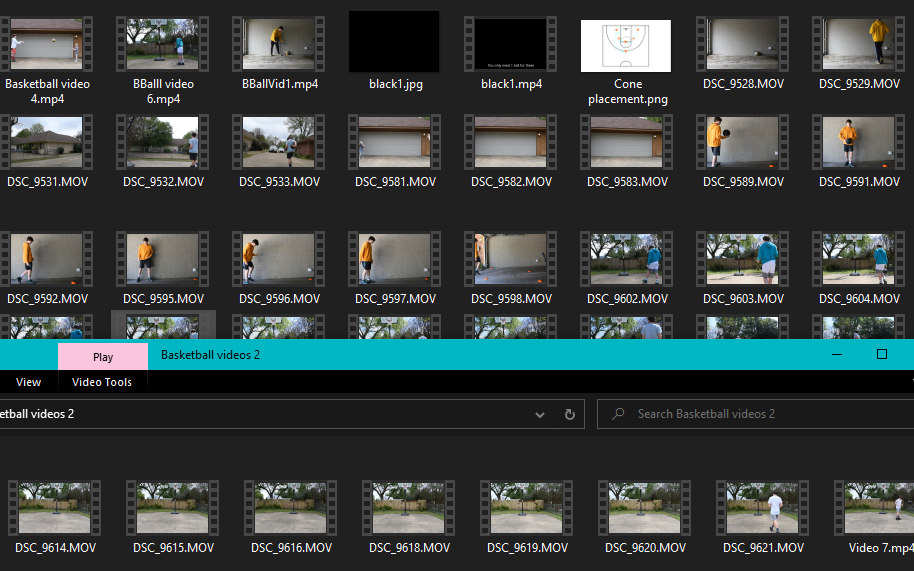 Basketball video
4.mp4
BBalll video
6.mp4
BBallVid1.mp4
black1.jpg
You only need 1 ball for these
black1.mp4
Cone
placement.png
DSC_9528.MOV
DSC_9529.MOV
DSC_9531.MOV
DSC_9532.MOV
DSC_9533.MOV
DSC_9581.MOV
DSC_9582.MOV
DSC_9583.MOV
DSC_9589.MOV
DSC_9591.MOV
DSC_9592.MOV
DSC_9595.MOV
DSC_9596.MOV
DSC_9597.MOV
DSC_9598.MOV
DSC_9602.MOV
DSC_9603.MOV
DSC_9604.MOV
Play
Basketball videos 2
View
Video Tools
etball videos 2
Search Basketball videos 2
DSC_9614.MOV
DSC_9615.MOV
DSC_9616.MOV
DSC_9618.MOV
DSC_9619.MOV
DSC_9620.MOV
DSC_9621.MOV
Video 7.mp4